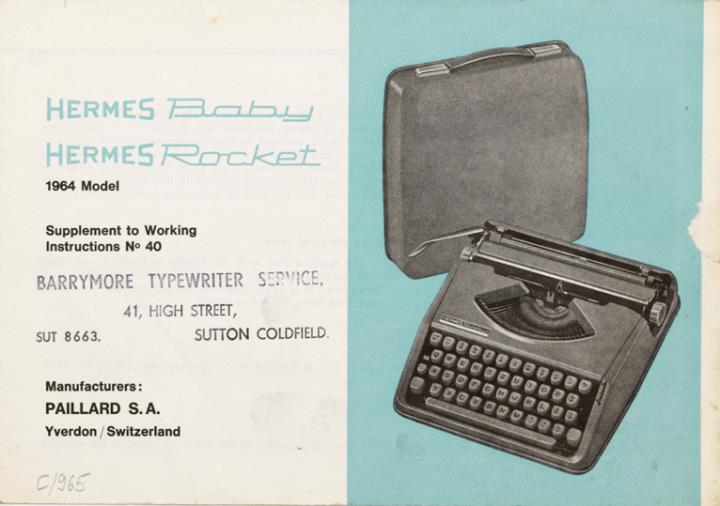 HERMES Baby
HERMES Rocket
1964 Model
Supplement to Working
Instructions No 40
BARRYMORE TYPEWRITER SERVICE,
41, HIGH STREET,
SUT 8663. SUTTON COLDFIELD.
Manufacturers:
PAILLARD S.A.
Yverdon/Switzerland
C/965
HERMES